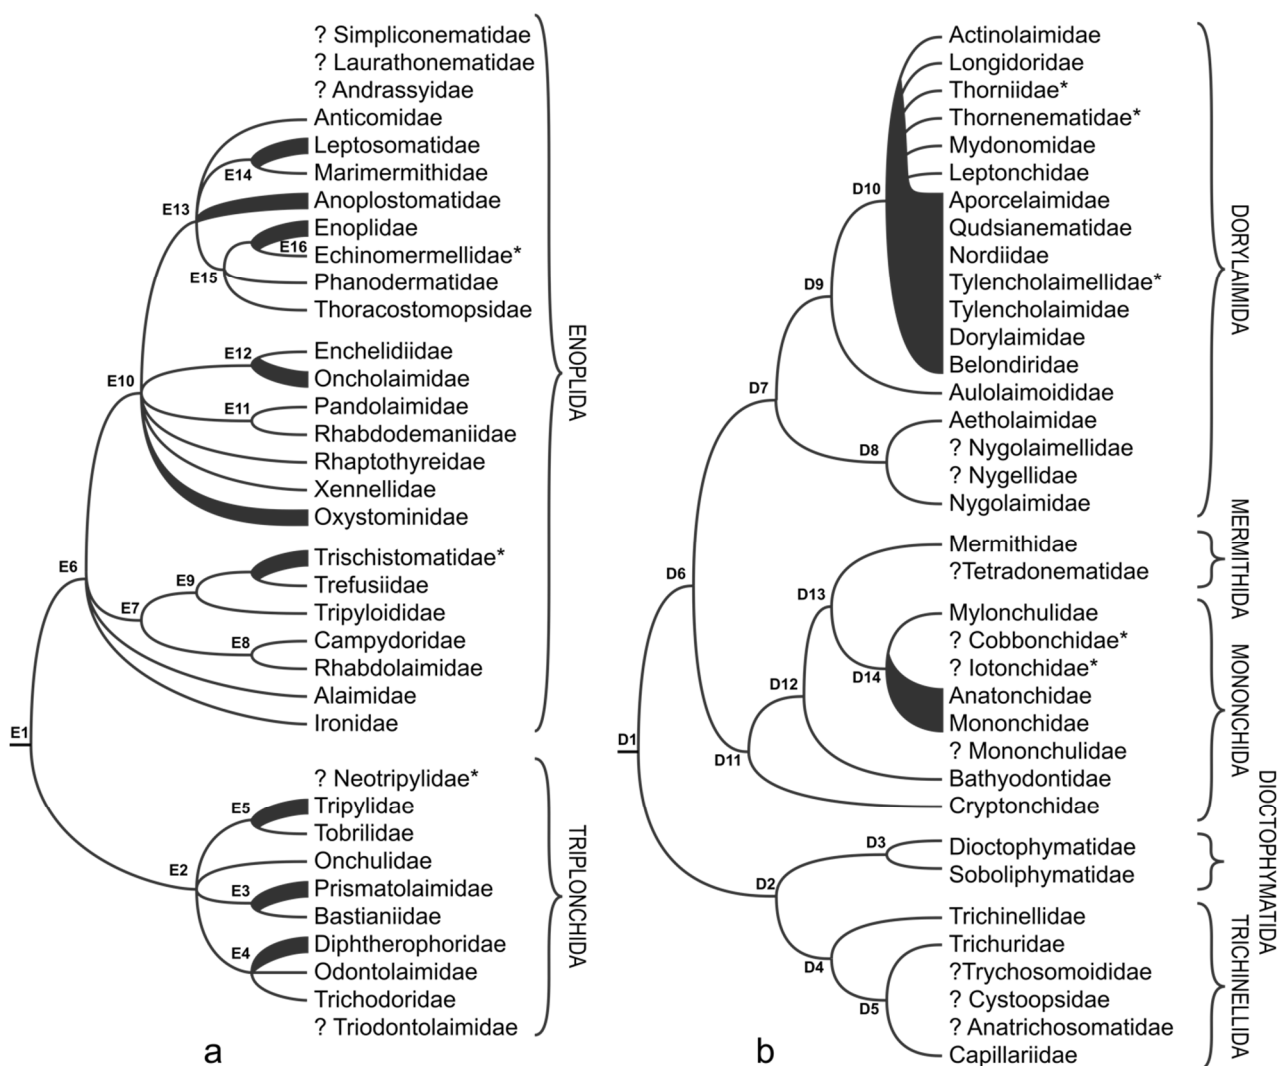 ? Simpliconematidae
? Laurathonematidae
? Andrassyidae
Anticomidae
Leptosomatidae
E14
Marimermithidae
Anoplostomatidae
E13
Enoplidae
E16
Echinomermellidae*
E15
Phanodermatidae
Thoracostomopsidae
ENOPLIDA
Enchelidiidae
E12
Oncholaimidae
E10
Pandolaimidae
E11
Rhabdodemaniidae
Rhaptothyreidae
Xennellidae
Oxystominidae
Trischistomatidae*
E6
E9
Trefusiidae
E7
Tripyloididae
Campydoridae
E8
Rhabdolaimidae
Alaimidae
Ironidae
E1
? Neotripylidae*
E5
Tripylidae
Tobrilidae
Onchulidae
E2
E3
Prismatolaimidae
Bastianiidae
Diphtherophoridae
E4
Odontolaimidae
Trichodoridae
? Triodontolaimidae
TRIPLONCHIDA
a
Actinolaimidae
Longidoridae
Thorniidae*
Thornenematidae*
Mydonomidae
Leptonchidae
D10
Aporcelaimidae
Qudsianematidae
Nordiidae
D9
Tylencholaimellidae*
Tylencholaimidae
Dorylaimidae
Belondiridae
D7
Aulolaimoididae
Aetholaimidae
D8
? Nygolaimellidae
? Nygellidae
Nygolaimidae
DORYLAIMIDA
Mermithidae
D6
?Tetradonematidae
MERMITHIDA
D13
Mylonchulidae
? Cobbonchidae*
? Iotonchidae*
D14
D12
Anatonchidae
Mononchidae
D1
D11
? Mononchulidae
Bathyodontidae
Cryptonchidae
MONONCHIDA
D3
Dioctophymatidae
Soboliphymatidae
D2
DIOCTOPHYMATIDA
Trichinellidae
Trichuridae
D4
?Trychosomoididae
? Cystoopsidae
D5
? Anatrichosomatidae
Capillariidae
TRICHINELLIDA
b